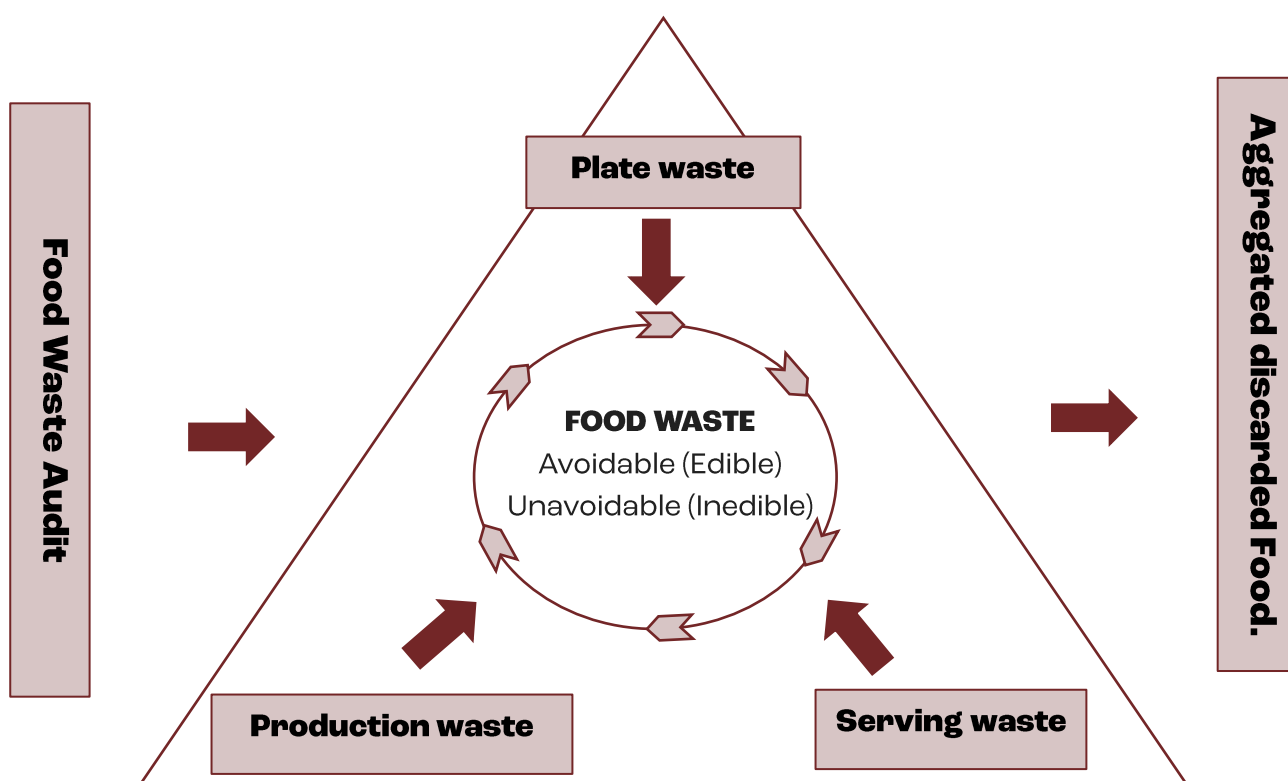 Food Waste Audit
Plate waste
FOOD WASTE
Avoidable (Edible)
Unavoidable (Inedible)
Production waste
Serving waste
Aggregated discarded Food.